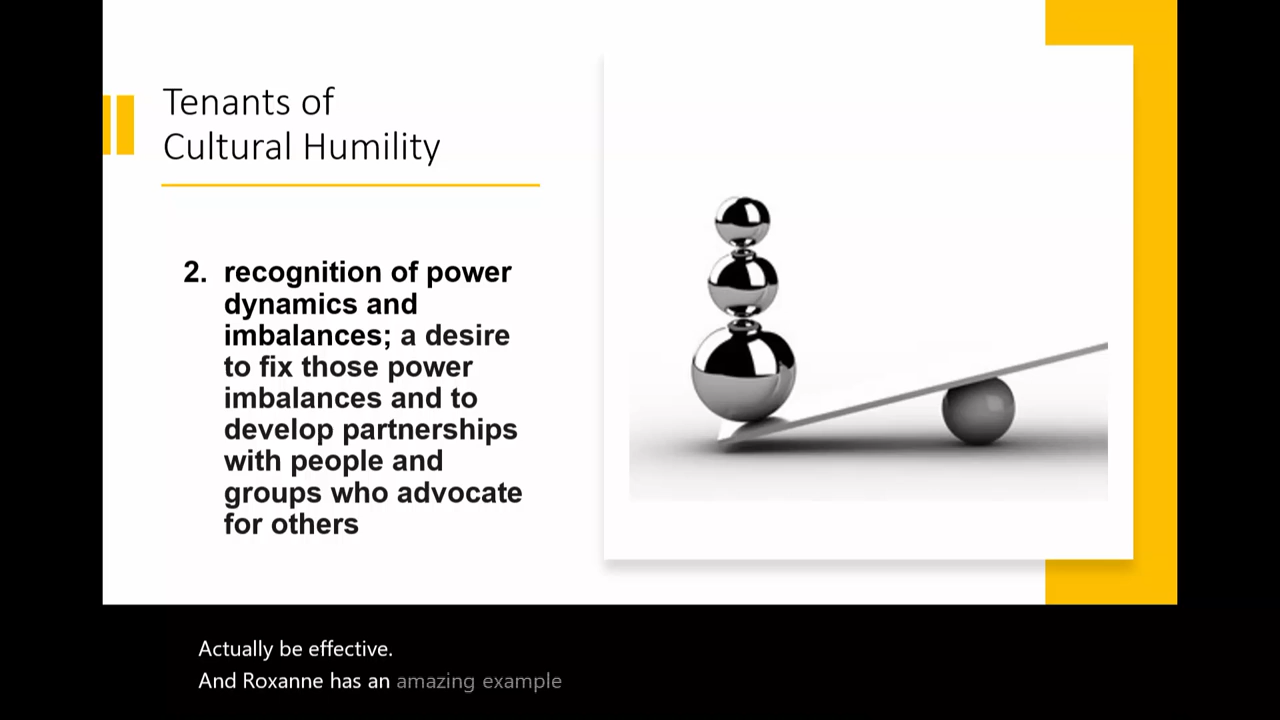 Tenants of
Cultural Humility
2. recognition of power
dynamics and
imbalances; a desire
to fix those power
imbalances and to
develop partnerships
with people and
groups who advocate
for others
Actually be effective.
And Roxanne has an amazing example